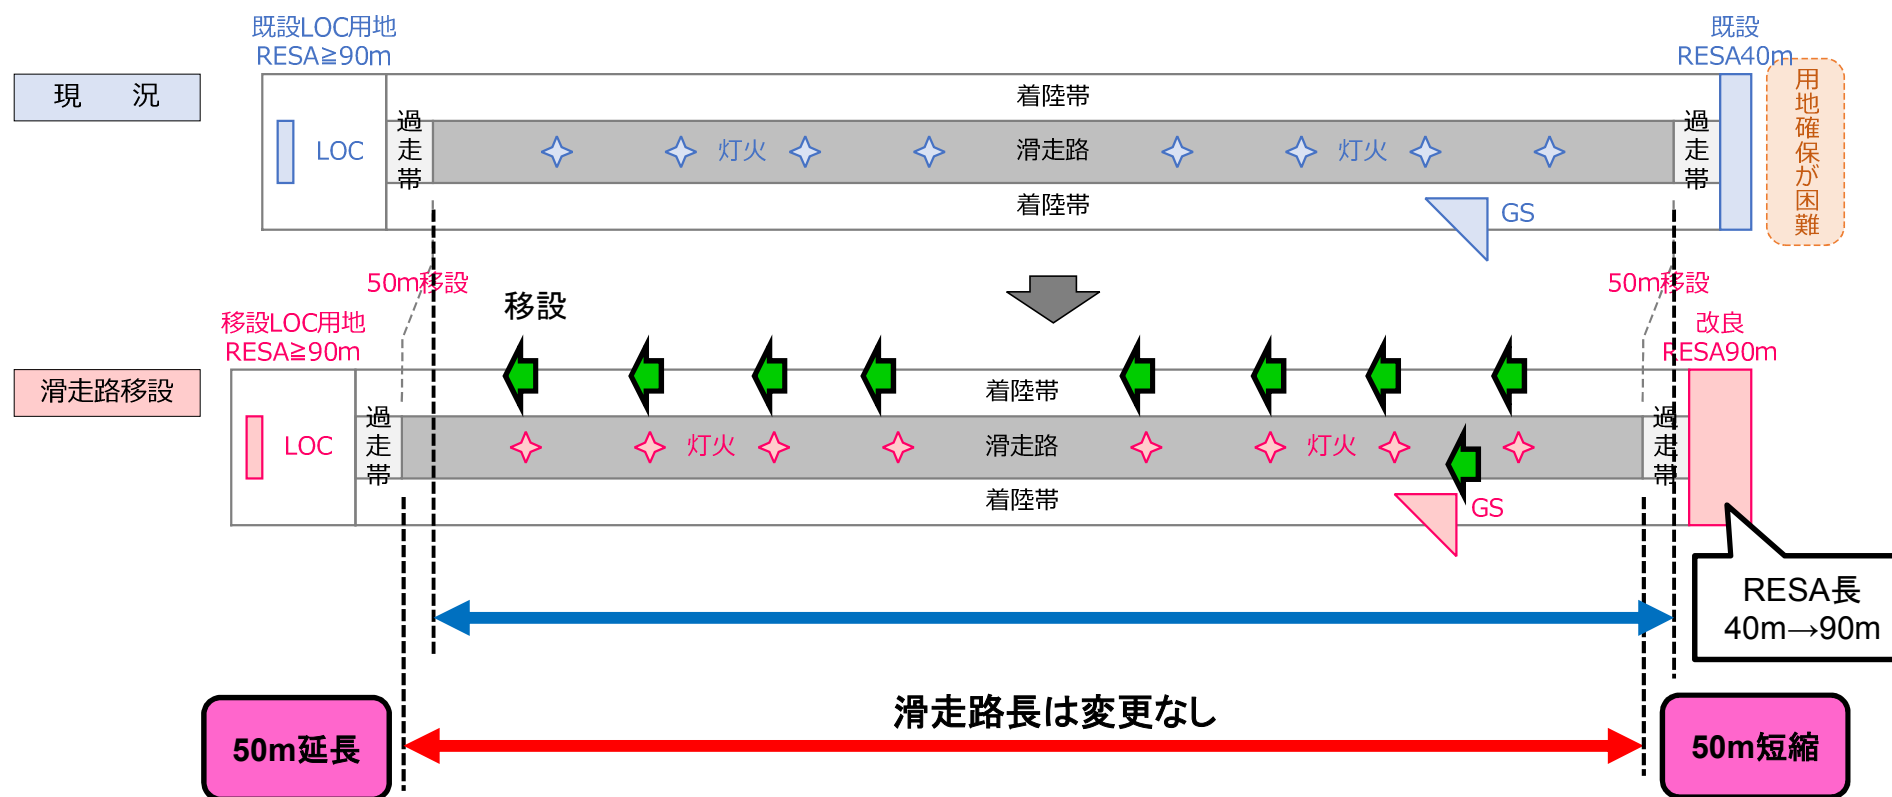 既設LOC用地
RESA≧90m
既設
RESA40m
現　況
着陸帯
過走帯
LOC
灯火
滑走路
灯火
過走帯
用地確保が困難
着陸帯
GS
50m移設
50m移設
移設
移設LOC用地
RESA≧90m
改良
RESA90m
滑走路移設
着陸帯
過走帯
LOC
灯火
滑走路
灯火
過走帯
着陸帯
GS
RESA長
40m→90m
滑走路長は変更なし
50m延長
50m短縮